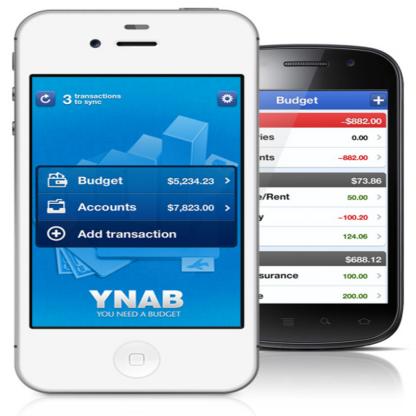 3 transactions
to sync
Budget $5,234.23
Accounts $7,823.00
Add transaction
YNAB
YOU NEED A BUDGET
Budget
-$882.00
ries 0.00
nts -882.00
$73.86
e/Rent 50.00
y -100.20
124.06
$688.12
surance 100.00
e 200.00